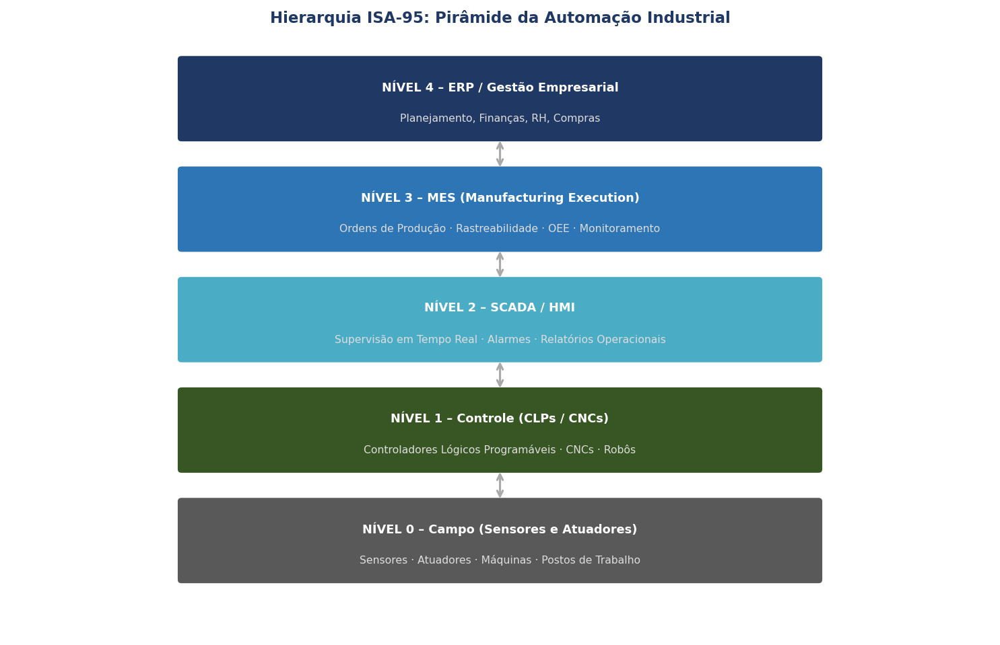 Hierarquia ISA-95: Pirâmide da Automação Industrial
NÍVEL 4 – ERP / Gestão Empresarial
Planejamento, Finanças, RH, Compras
NÍVEL 3 – MES (Manufacturing Execution)
Ordens de Produção · Rastreabilidade · OEE · Monitoramento
NÍVEL 2 – SCADA / HMI
Supervisão em Tempo Real · Alarmes · Relatórios Operacionais
NÍVEL 1 – Controle (CLPs / CNCs)
Controladores Lógicos Programáveis · CNCs · Robôs
NÍVEL 0 – Campo (Sensores e Atuadores)
Sensores · Atuadores · Máquinas · Postos de Trabalho